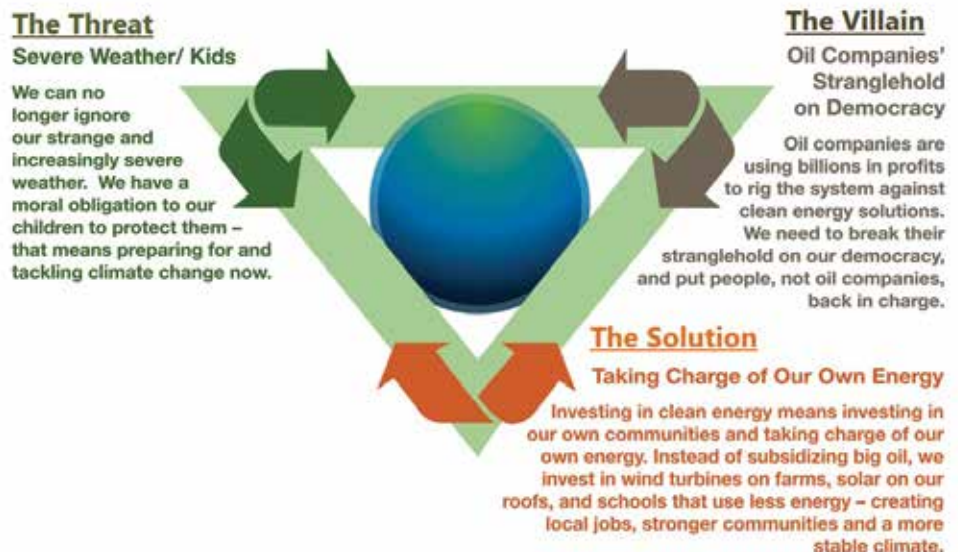 The Threat
Severe Weather/ Kids
We can no
longer ignore
our strange and
increasingly severe
weather. We have a
moral obligation to our
children to protect them –
that means preparing for and
tackling climate change now.
The Villain
Oil Companies'
Stranglehold
on Democracy
Oil companies are
using billions in profits
to rig the system against
clean energy solutions.
We need to break their
stranglehold on our democracy,
and put people, not oil companies,
back in charge.
The Solution
Taking Charge of Our Own Energy
Investing in clean energy means investing in
our own communities and taking charge of our
own energy. Instead of subsidizing big oil, we
invest in wind turbines on farms, solar on our
roofs, and schools that use less energy – creating
local jobs, stronger communities and a more
stable climate.